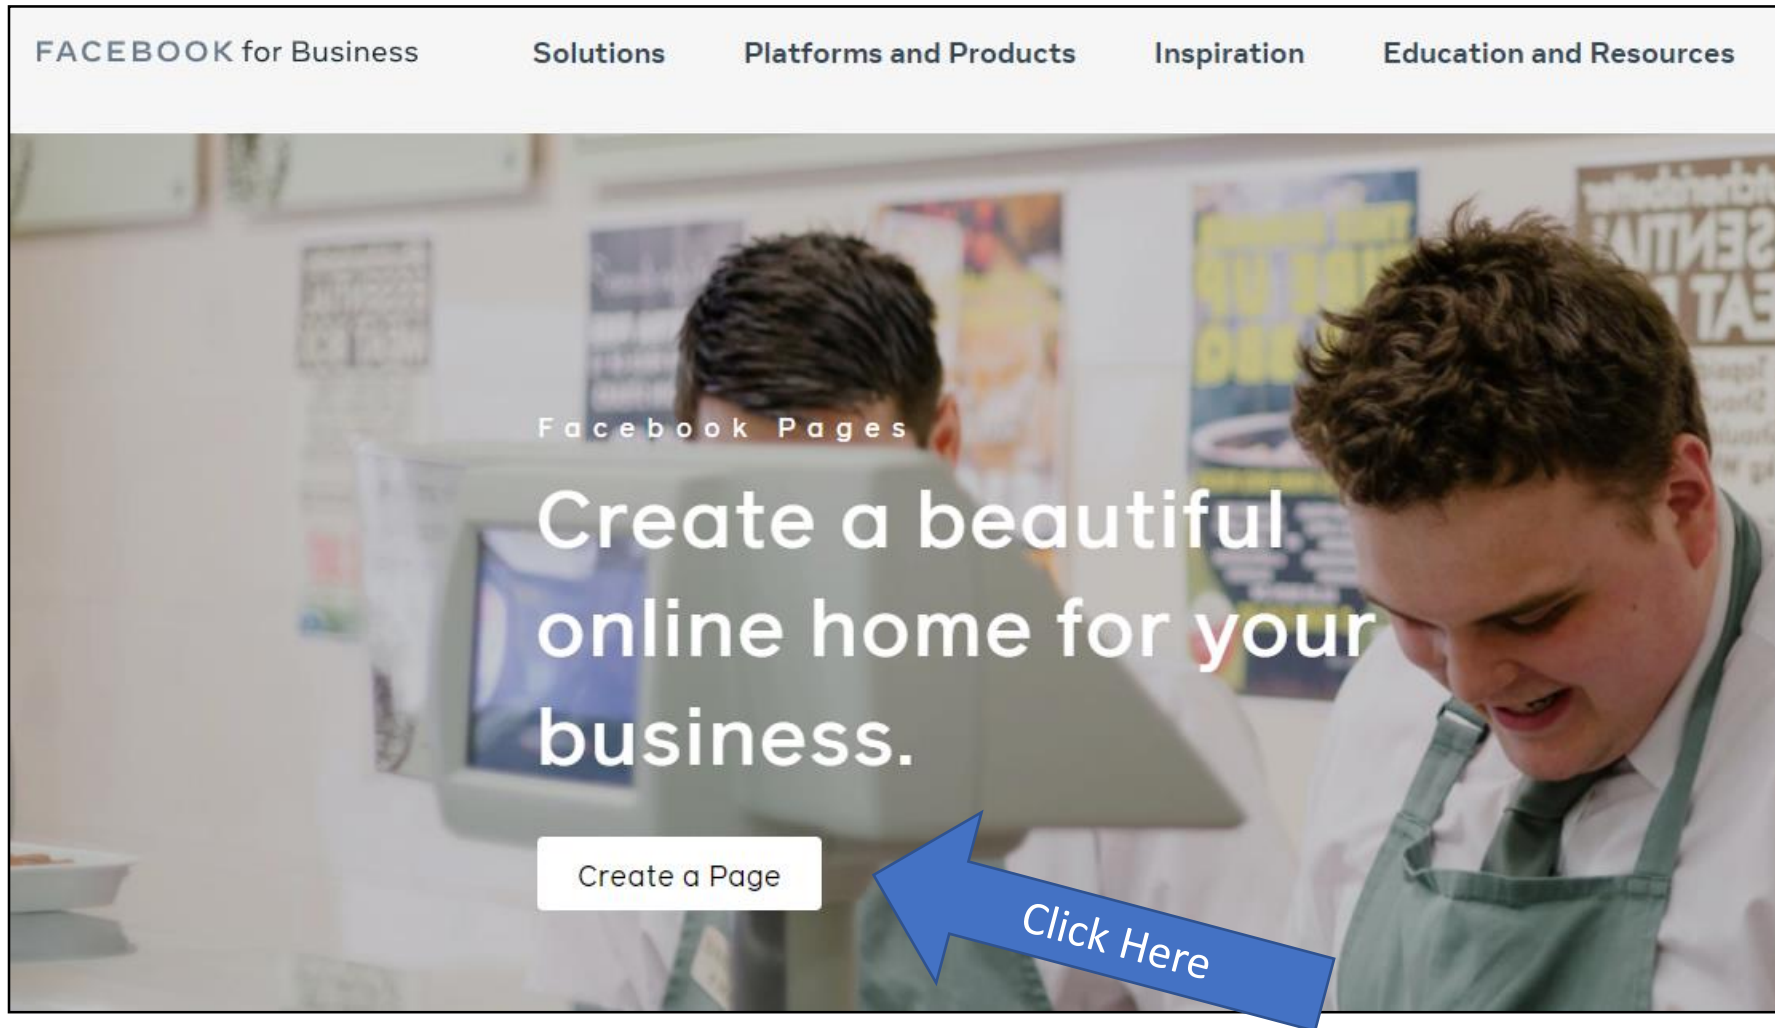 FACEBOOK for Business
Solutions
Platforms and Products
Inspiration
Education and Resources
Facebook Pages
Create a beautiful
online home for your
business.
Create a Page
Click Here